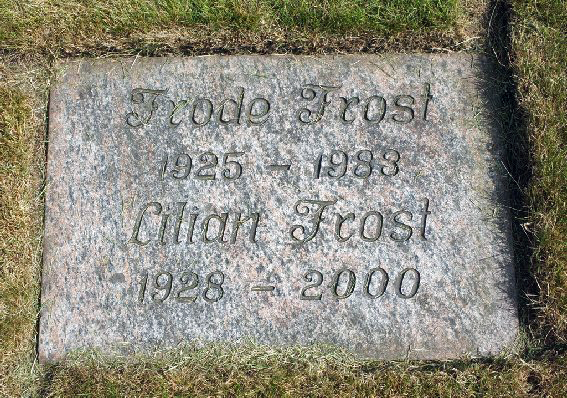 Frode Frost
1925 - 1983
Lilian Frost
1928 - 2000